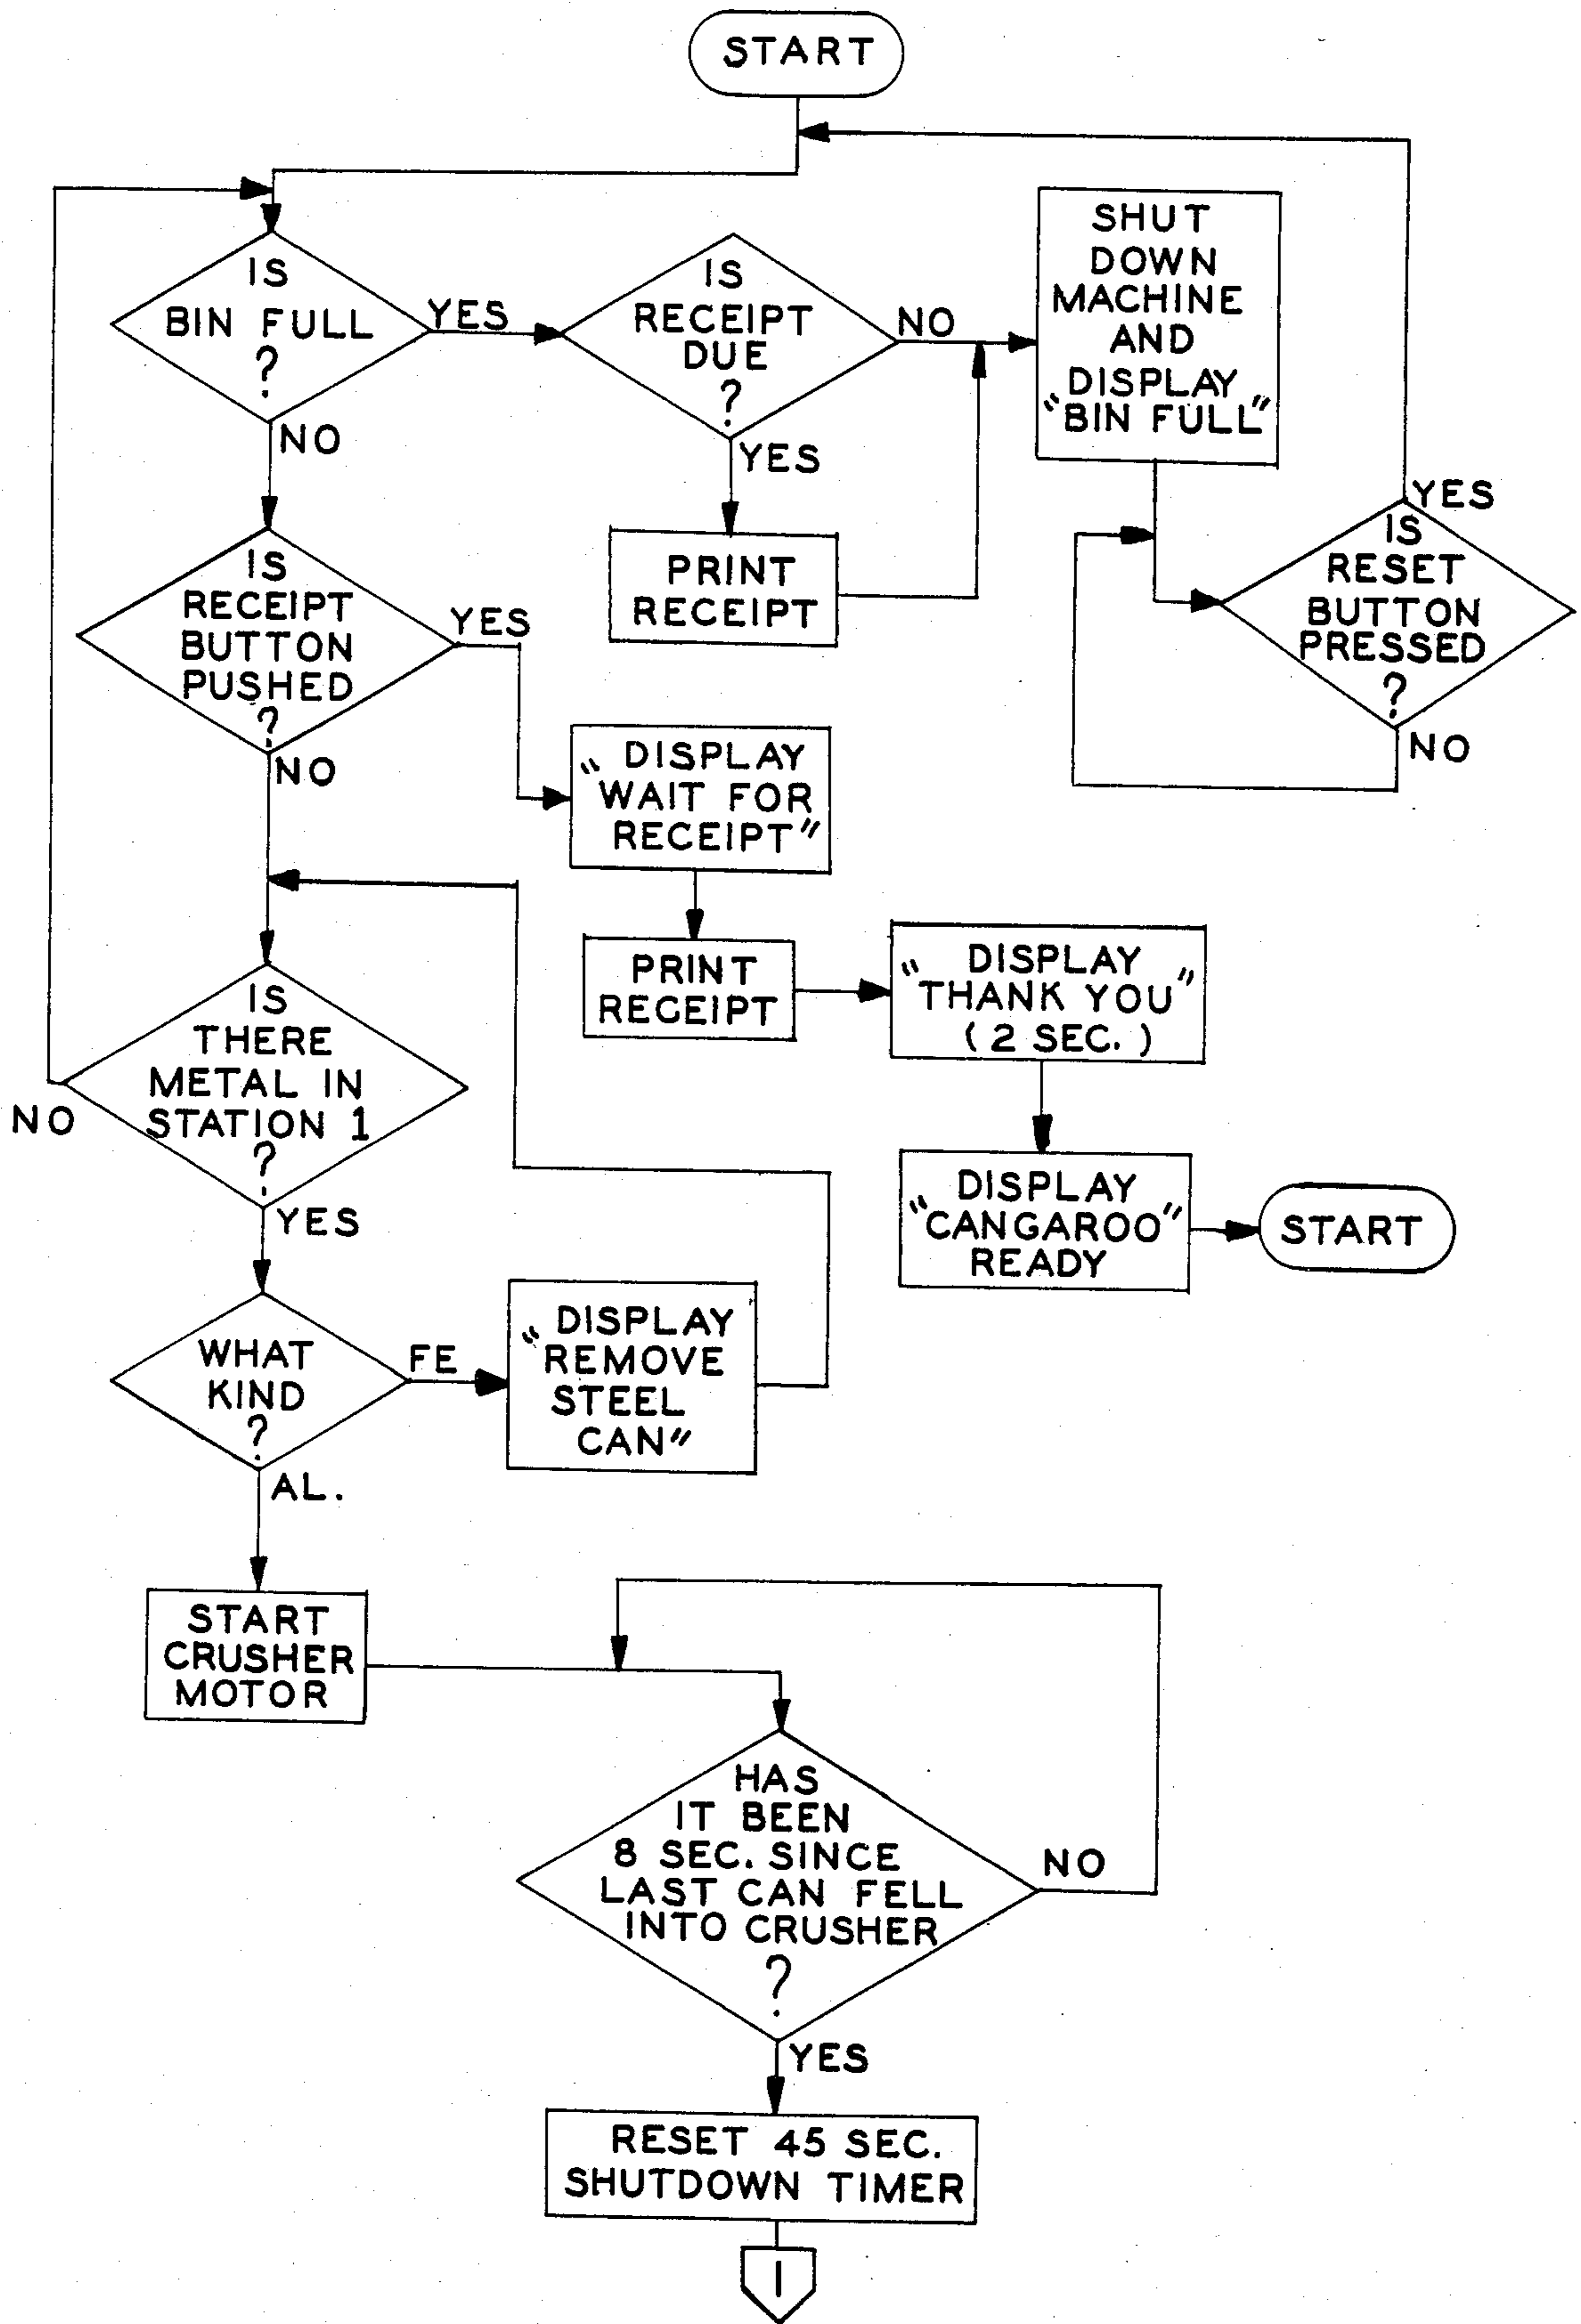 START
IS
BIN FULL
?
YES
NO
IS
RECEIPT
DUE
?
NO
YES
SHUT
DOWN
MACHINE
AND
DISPLAY
"BIN FULL"
PRINT
RECEIPT
YES
IS
RESET
BUTTON
PRESSED
?
NO
IS
RECEIPT
BUTTON
PUSHED
?
YES
NO
" DISPLAY
WAIT FOR
RECEIPT"
PRINT
RECEIPT
" DISPLAY "
THANK YOU
( 2 SEC. )
DISPLAY
"CANGAROO"
READY
START
IS
THERE
METAL IN
STATION 1
?
NO
YES
WHAT
KIND
?
FE
AL.
" DISPLAY
REMOVE
STEEL
CAN"
START
CRUSHER
MOTOR
HAS
IT BEEN
8 SEC. SINCE
LAST CAN FELL
INTO CRUSHER
?
NO
YES
RESET 45 SEC.
SHUTDOWN TIMER
1